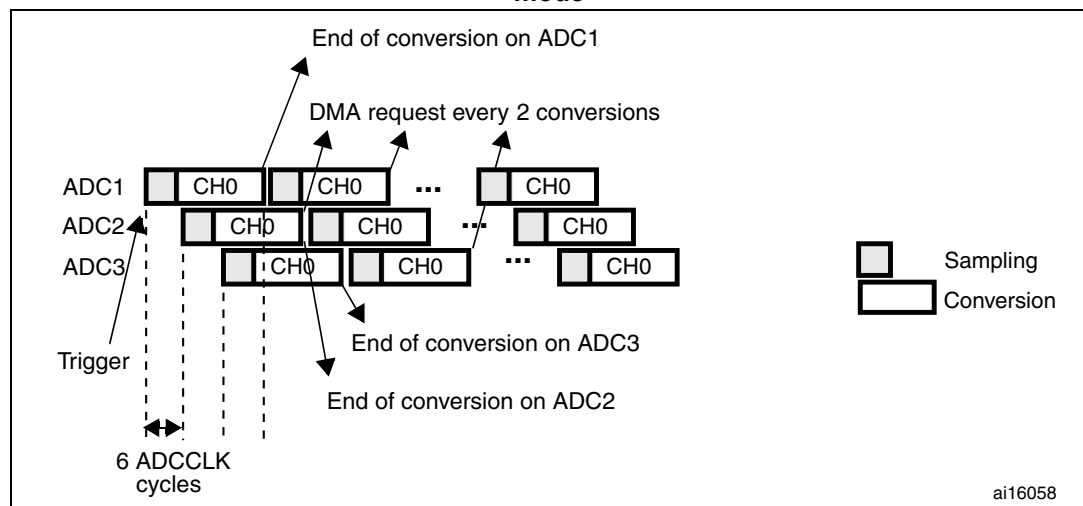 mode
End of conversion on ADC1
DMA request every 2 conversions
ADC1 CH0 CH0 ... CH0
ADC2 CH0 CH0 ... CH0
ADC3 CH0 CH0 ... CH0
Sampling
Conversion
Trigger
End of conversion on ADC3
End of conversion on ADC2
6 ADCCLK
cycles
ai16058